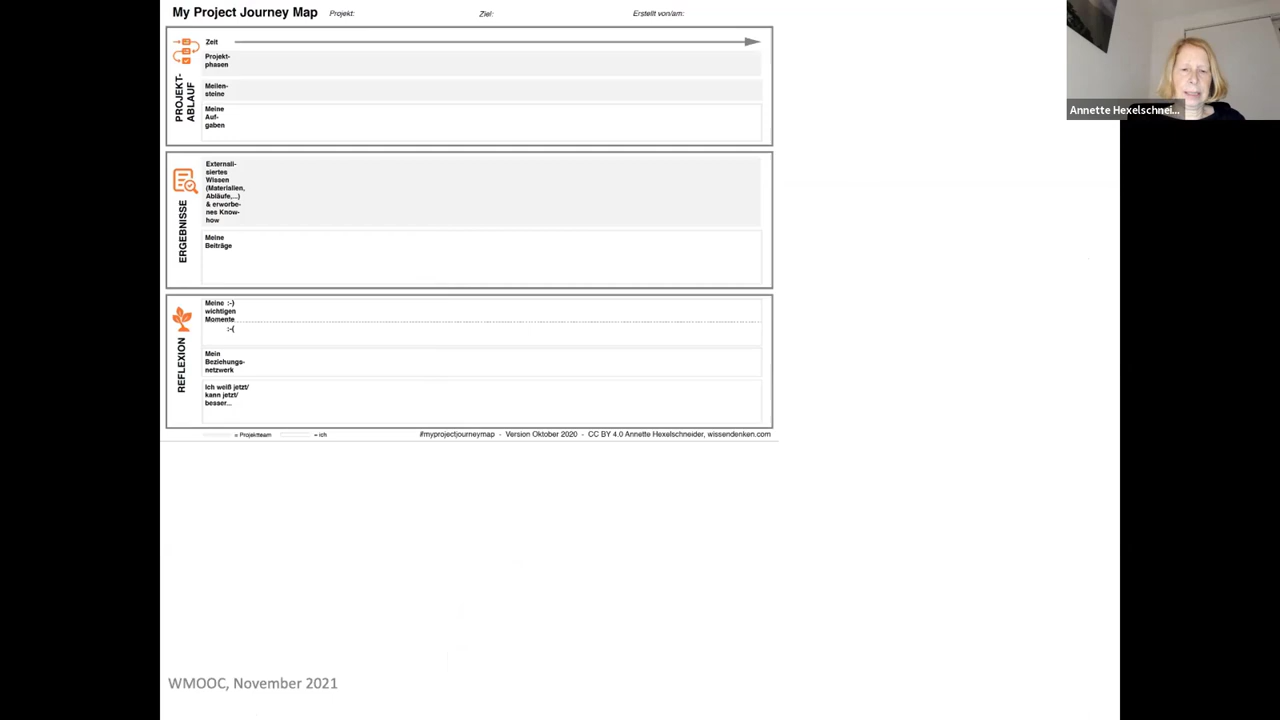 My Project Journey Map Projekt: Ziel: Erstellt von/am:
Zeit
Projekt-
phasen
Meilen-
steine
Meine
Auf-
gaben
PROJEKT-
ABLAUF
Externali-
siertes
Wissen
(Materialien,
Abläufe,...)
& erworbe-
nes Know-
how
Meine
Beiträge
ERGEBNISSE
Meine :-)
wichtigen
Momente
:-(
Mein
Beziehungs-
netzwerk
Ich weiß jetzt/
kann jetzt/
besser...
REFLEXION
= Projektteam = ich #myprojectjourneymap - Version Oktober 2020 - CC BY 4.0 Annette Hexelschneider, wissendenken.com
WMOOC, November 2021
Annette Hexelschnei...